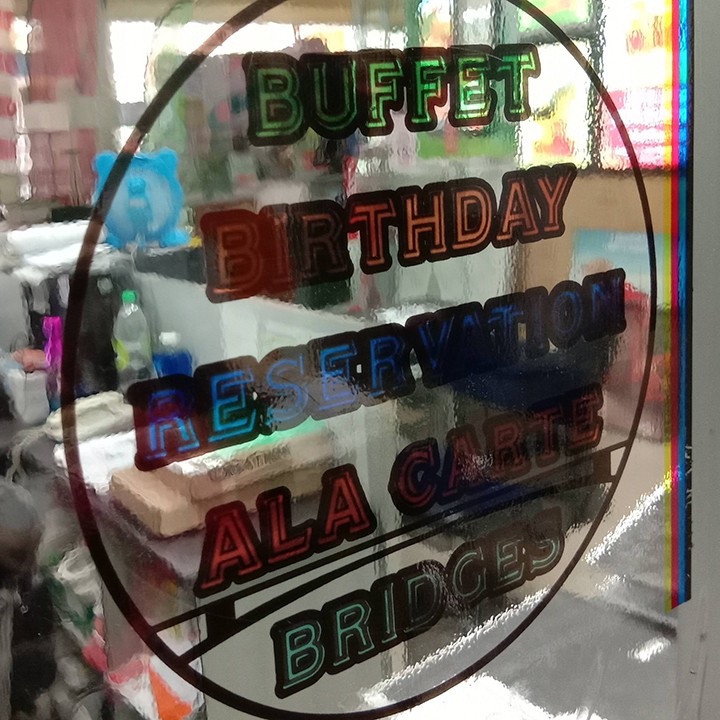 BUFFET
BIRTHDAY
RESERVATION
ALA CARTE
BRIDGES